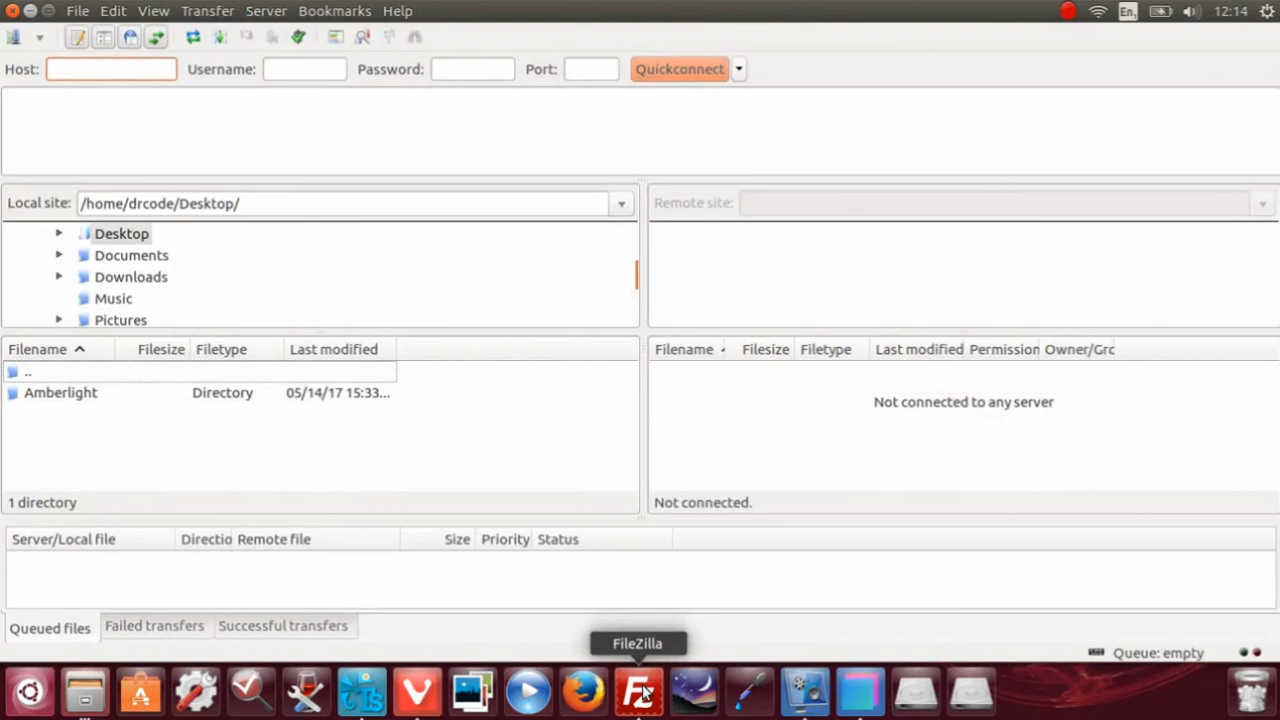 File Edit View Transfer Server Bookmarks Help En 12:14
Host: Username: Password: Port: Quickconnect
Local site: /home/drcode/Desktop/ Remote site:
Desktop
Documents
Downloads
Music
Pictures
Filename Filesize Filetype Last modified
..
Amberlight Directory 05/14/17 15:33...
1 directory
Filename Filesize Filetype Last modified Permission Owner/Grc
Not connected to any server
Not connected.
Server/Local file Directio Remote file Size Priority Status
Queued files Failed transfers Successful transfers
FileZilla
Queue: empty